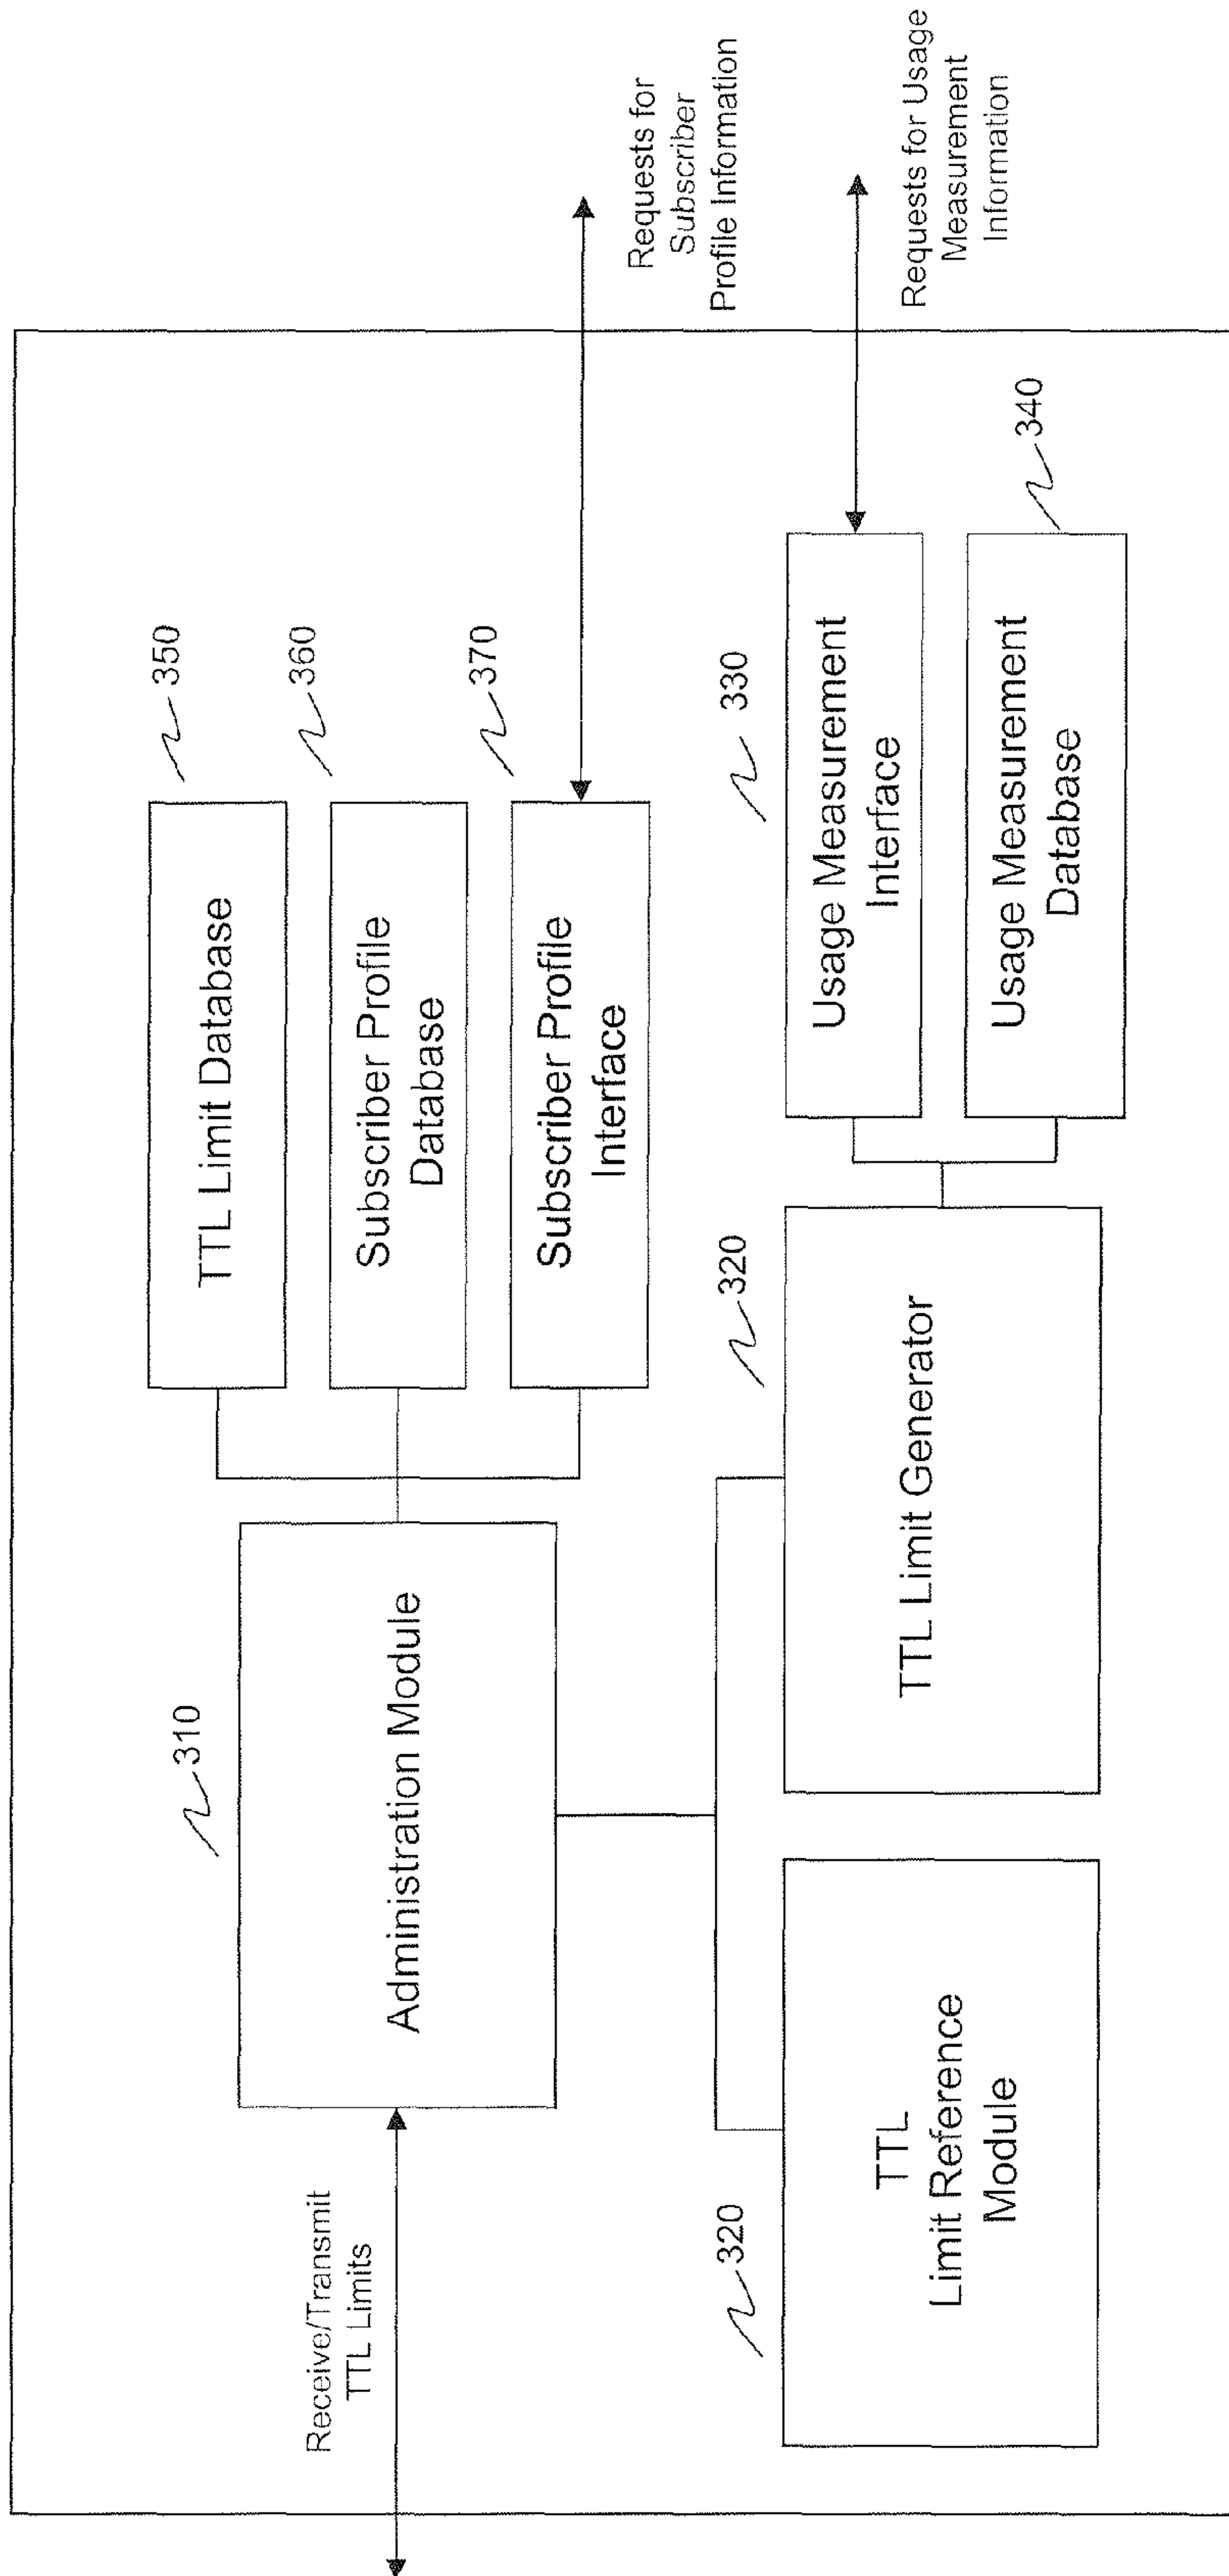 Receive/Transmit
TTL Limits
310
Administration Module
350
TTL Limit Database
360
Subscriber Profile
Database
370
Subscriber Profile
Interface
Requests for
Subscriber
Profile Information
320
TTL
Limit Reference
Module
320
TTL Limit Generator
330
Usage Measurement
Interface
340
Usage Measurement
Database
Requests for Usage
Measurement
Information